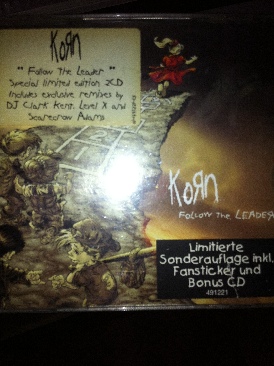 KoЯn
" Follow The Leader "
Special limited edition 2CD
Includes exclusive remixes by
DJ Clark Kent, Level X and
Scarecrow Adams
KoЯn
Follow the Leader
Limitierte
Sonderauflage inkl.
Fansticker und
Bonus CD
491221